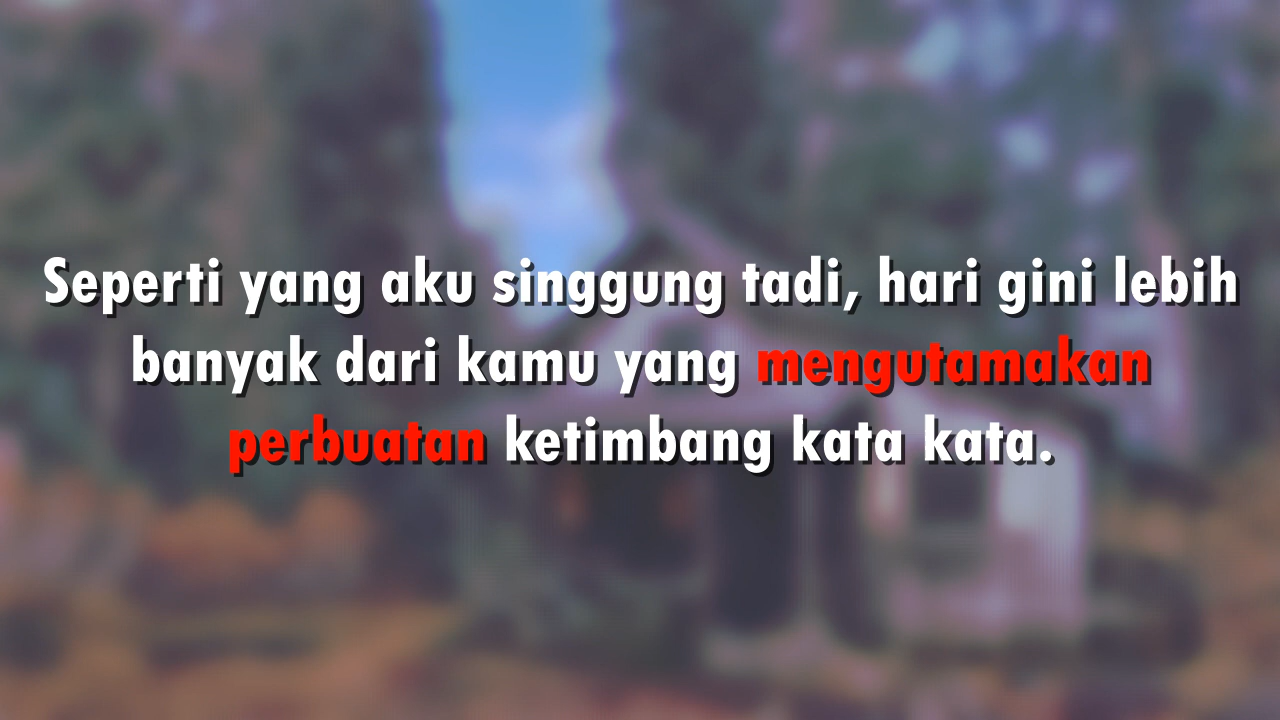 Seperti yang aku singgung tadi, hari gini lebih
banyak dari kamu yang mengutamakan
perbuatan ketimbang kata kata.